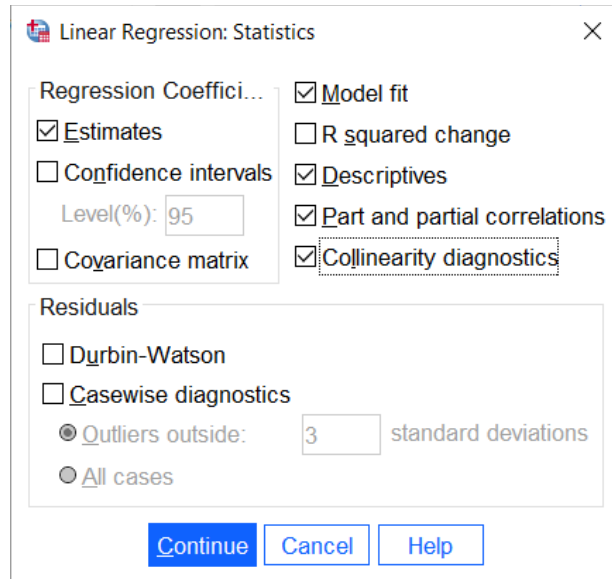 Linear Regression: Statistics
Regression Coeffici...
Estimates
Confidence intervals
Level(%): 95
Covariance matrix
Model fit
R squared change
Descriptives
Part and partial correlations
Collinearity diagnostics
Residuals
Durbin-Watson
Casewise diagnostics
Outliers outside: 3 standard deviations
All cases
Continue Cancel Help